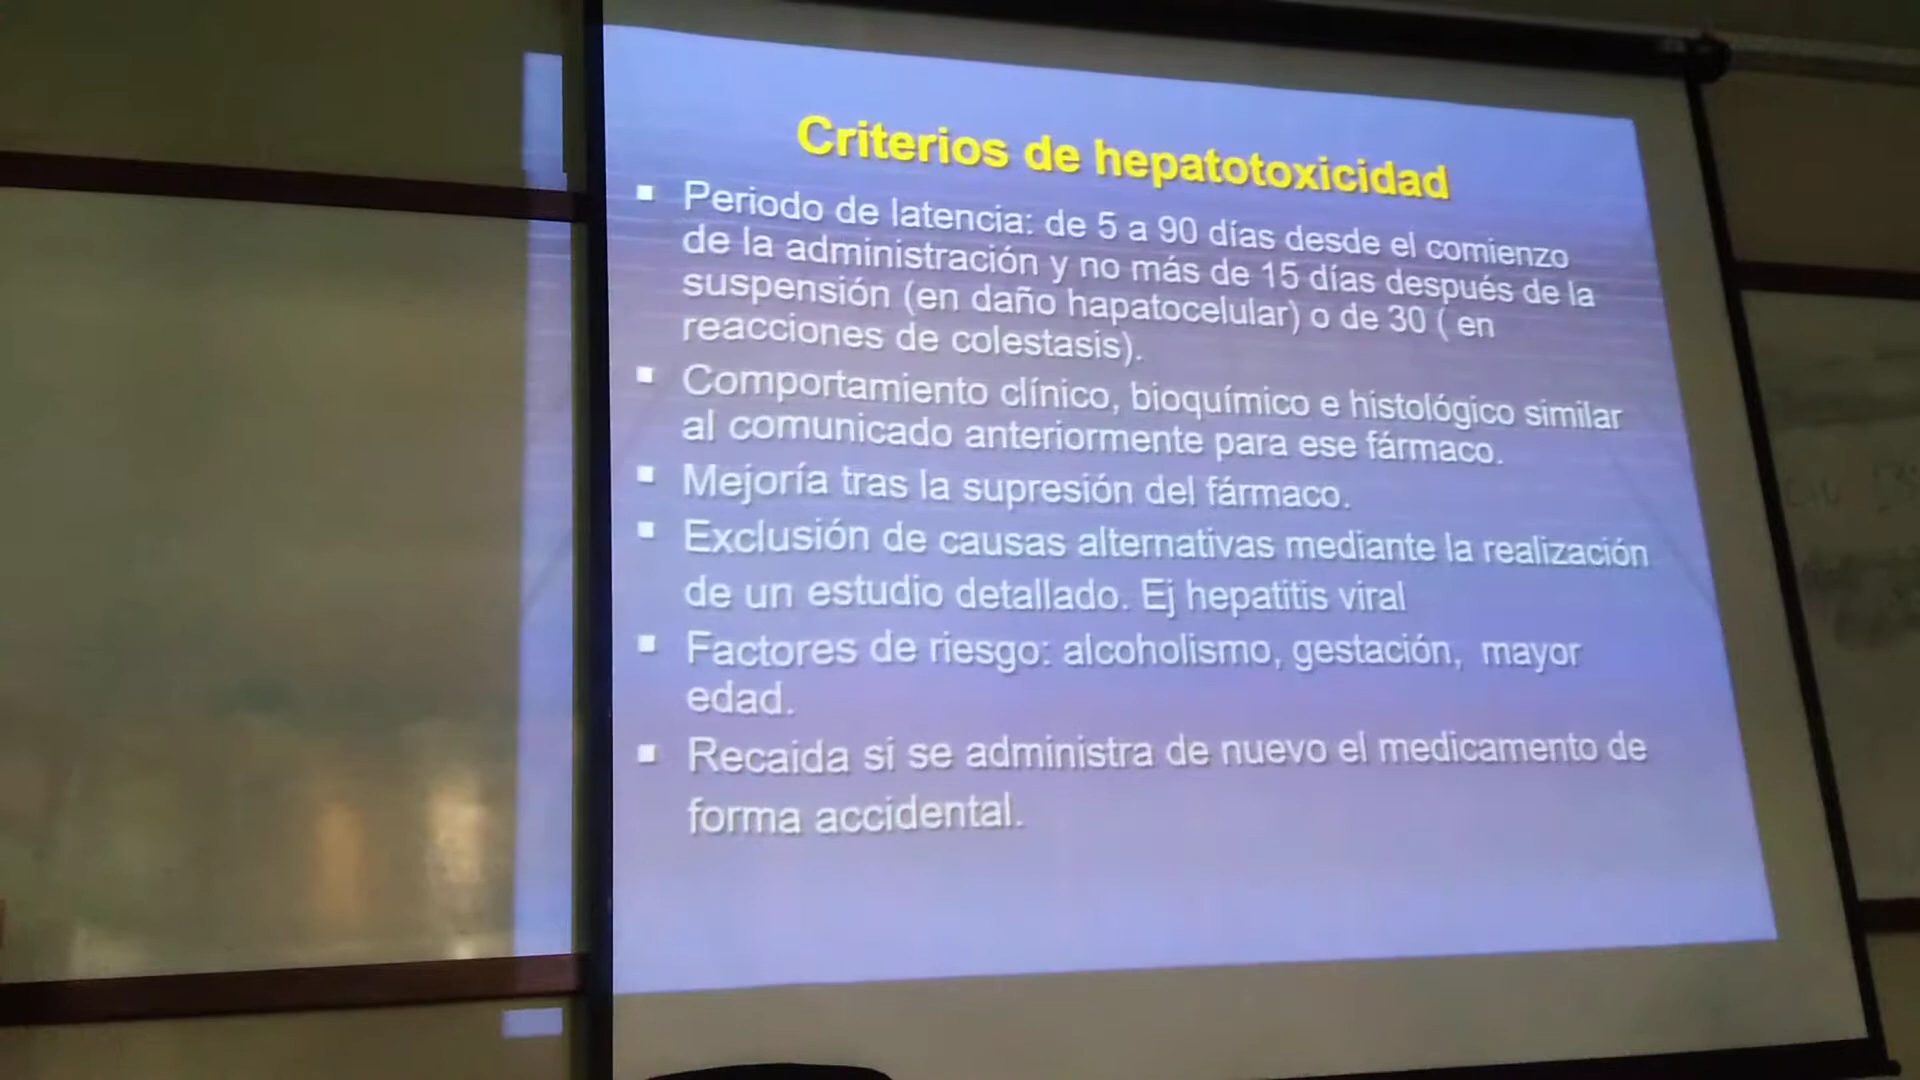 Criterios de hepatotoxicidad
▪ Periodo de latencia: de 5 a 90 días desde el comienzo
de la administración y no más de 15 días después de la
suspensión (en daño hapatocelular) o de 30 ( en
reacciones de colestasis).
▪ Comportamiento clínico, bioquímico e histológico similar
al comunicado anteriormente para ese fármaco.
▪ Mejoría tras la supresión del fármaco.
▪ Exclusión de causas alternativas mediante la realización
de un estudio detallado. Ej hepatitis viral
▪ Factores de riesgo: alcoholismo, gestación, mayor
edad.
▪ Recaida si se administra de nuevo el medicamento de
forma accidental.